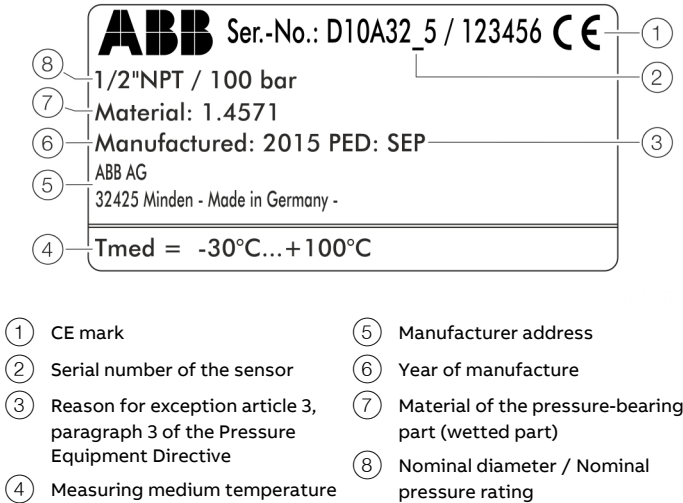 ABB Ser.-No.: D10A32_5 / 123456 CE
1/2"NPT / 100 bar
Material: 1.4571
Manufactured: 2015 PED: SEP
ABB AG
32425 Minden - Made in Germany -
Tmed = -30°C...+100°C
1
2
3
8
7
6
5
4
1 CE mark
2 Serial number of the sensor
3 Reason for exception article 3,
paragraph 3 of the Pressure
Equipment Directive
4 Measuring medium temperature
5 Manufacturer address
6 Year of manufacture
7 Material of the pressure-bearing
part (wetted part)
8 Nominal diameter / Nominal
pressure rating